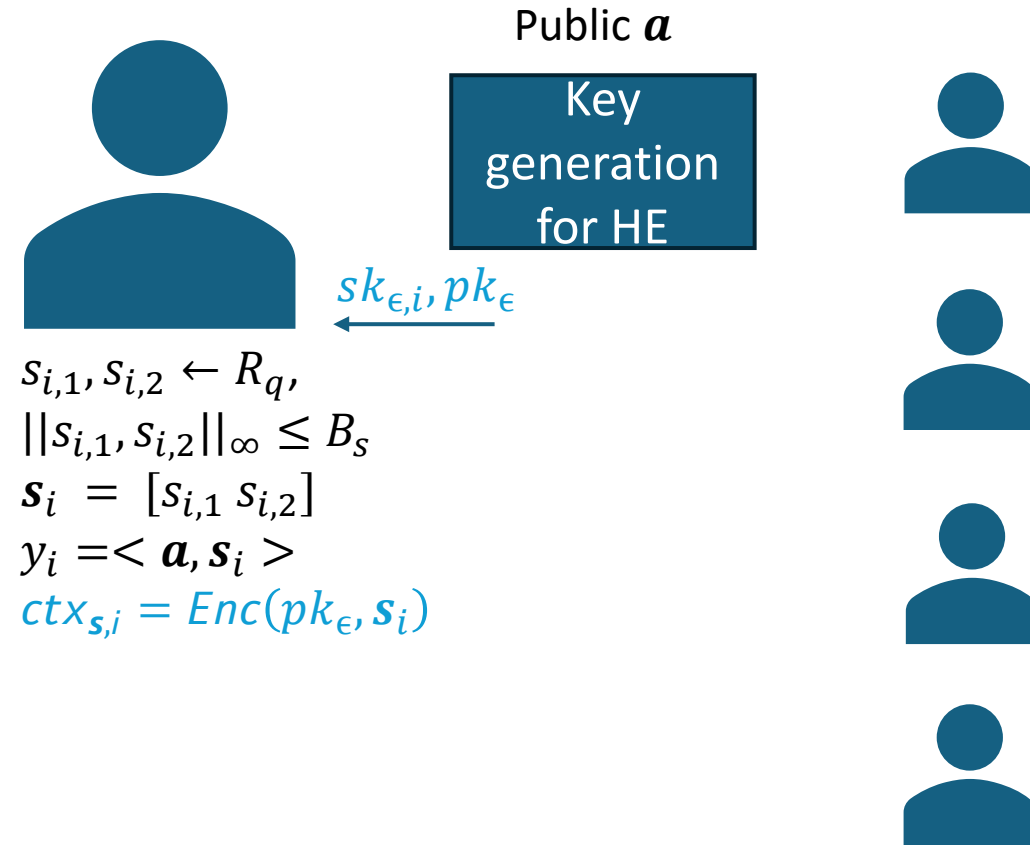 Public 𝒂
Key
generation
for HE
sk_{ϵ,i}, pk_ϵ
s_{i,1}, s_{i,2} ← R_q,
||s_{i,1}, s_{i,2}||_∞ ≤ B_s
𝒔_i = [s_{i,1} s_{i,2}]
y_i =< 𝒂, 𝒔_i >
ctx_{𝒔,i} = Enc(pk_ϵ, 𝒔_i)